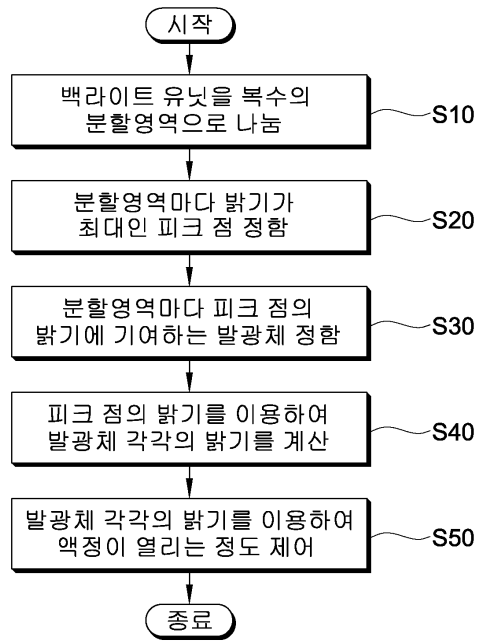 시작
백라이트 유닛을 복수의
분할영역으로 나눔
S10
분할영역마다 밝기가
최대인 피크 점 정함
S20
분할영역마다 피크 점의
밝기에 기여하는 발광체 정함
S30
피크 점의 밝기를 이용하여
발광체 각각의 밝기를 계산
S40
발광체 각각의 밝기를 이용하여
액정이 열리는 정도 제어
S50
종료